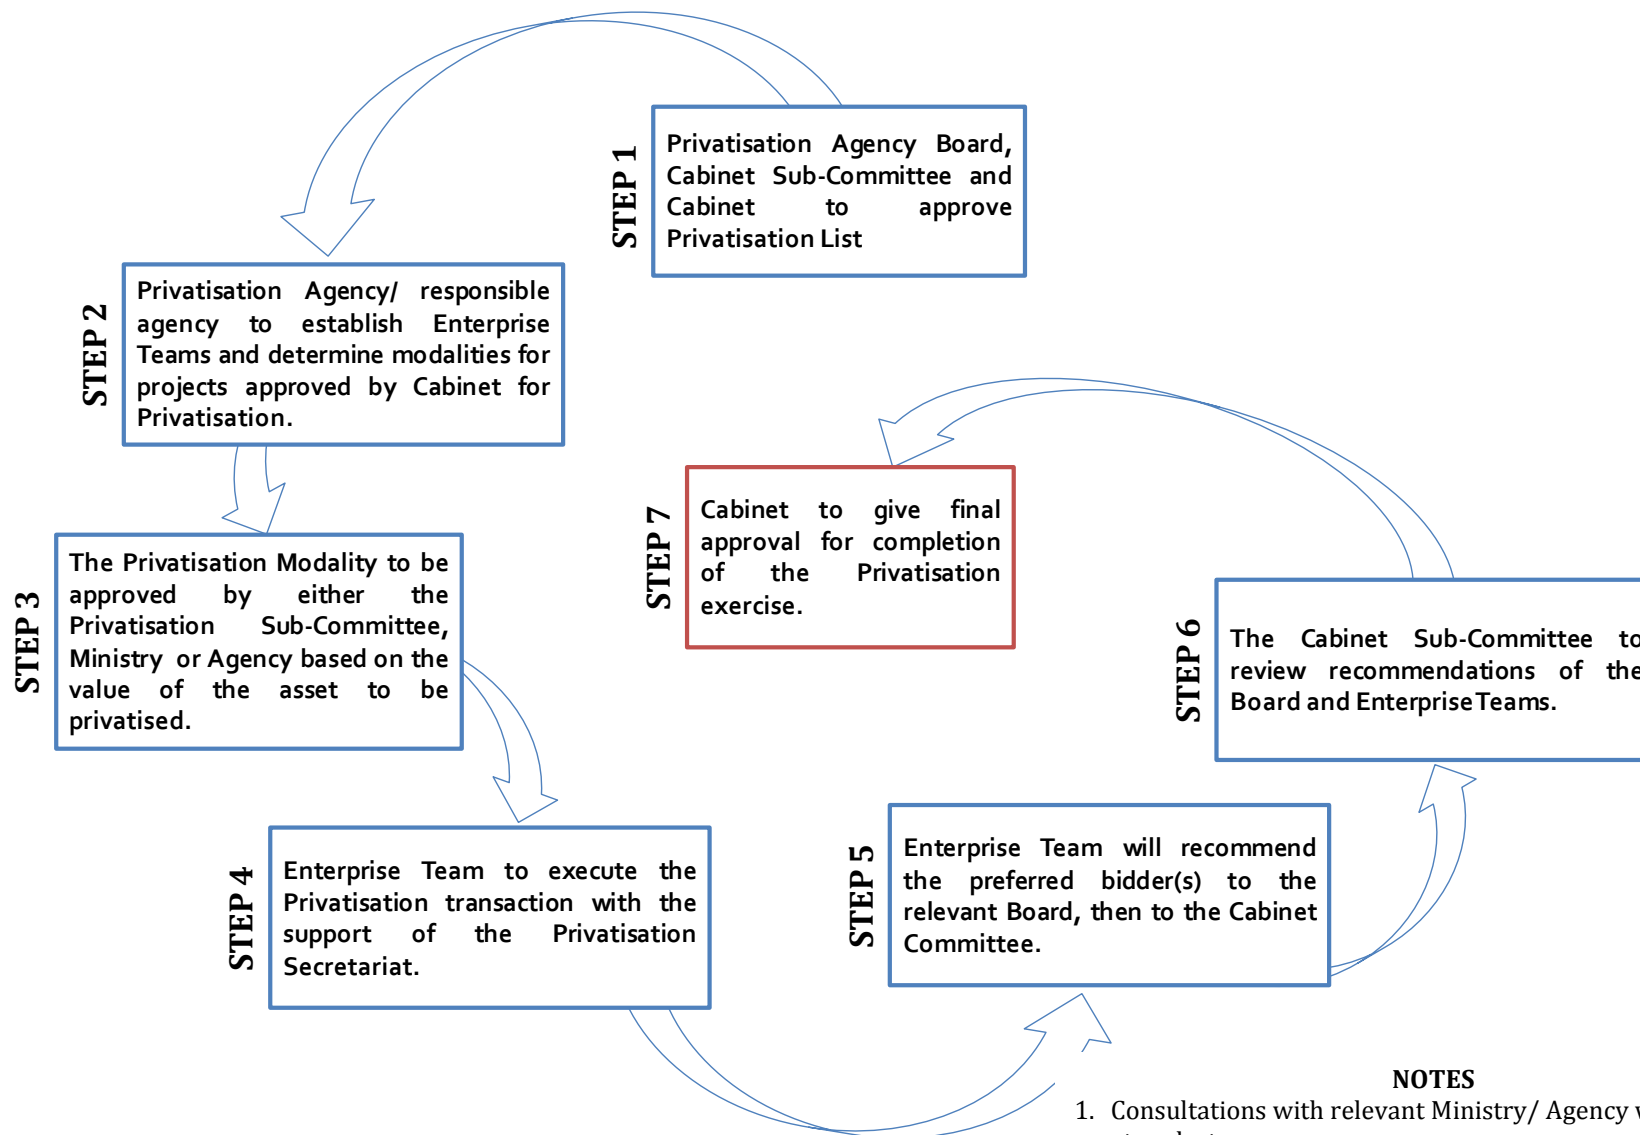 STEP 1
Privatisation Agency Board,
Cabinet Sub-Committee and
Cabinet to approve
Privatisation List
STEP 2
Privatisation Agency/ responsible
agency to establish Enterprise
Teams and determine modalities for
projects approved by Cabinet for
Privatisation.
STEP 3
The Privatisation Modality to be
approved by either the
Privatisation Sub-Committee,
Ministry or Agency based on the
value of the asset to be
privatised.
STEP 4
Enterprise Team to execute the
Privatisation transaction with the
support of the Privatisation
Secretariat.
STEP 5
Enterprise Team will recommend
the preferred bidder(s) to the
relevant Board, then to the Cabinet
Committee.
STEP 6
The Cabinet Sub-Committee to
review recommendations of the
Board and Enterprise Teams.
STEP 7
Cabinet to give final
approval for completion
of the Privatisation
exercise.
NOTES
1. Consultations with relevant Ministry/ Agency